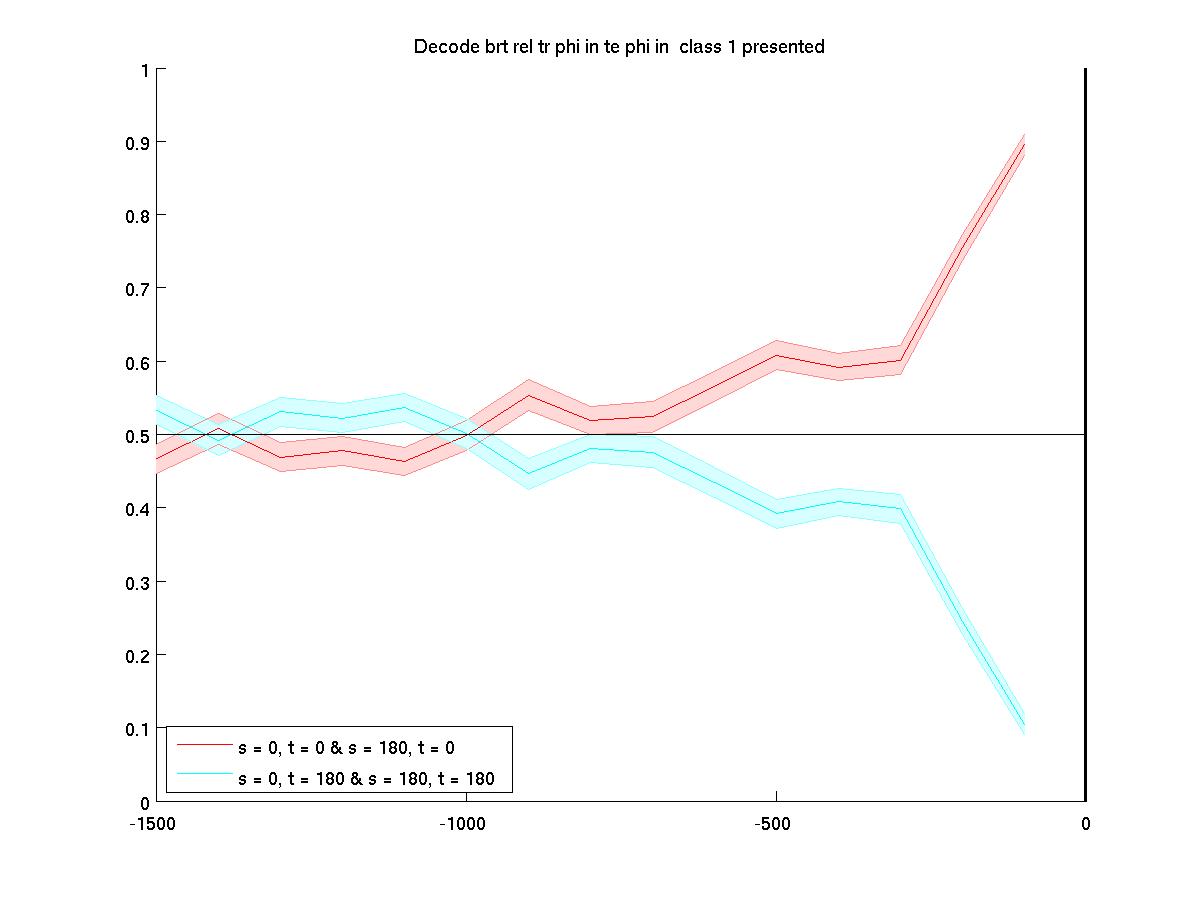 Decode brt rel tr phi in te phi in  class 1 presented
1
0.9
0.8
0.7
0.6
0.5
0.4
0.3
0.2
0.1
0
s = 0, t = 0 & s = 180, t = 0
s = 0, t = 180 & s = 180, t = 180
-1500 -1000 -500 0